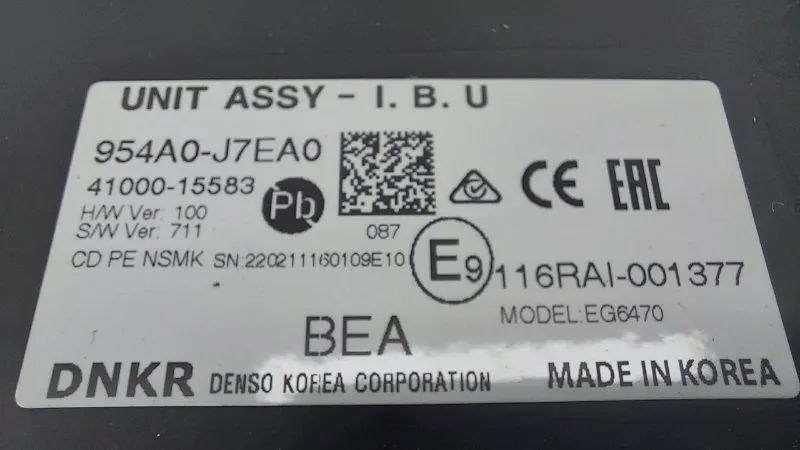 UNIT ASSY - I. B. U
954A0-J7EA0
41000-15583
Pb
H/W Ver: 100
S/W Ver: 711
087
CD PE NSMK SN:220211160109E10
CE EAC
E9 116RAI-001377
MODEL:EG6470
BEA
DNKR DENSO KOREA CORPORATION MADE IN KOREA